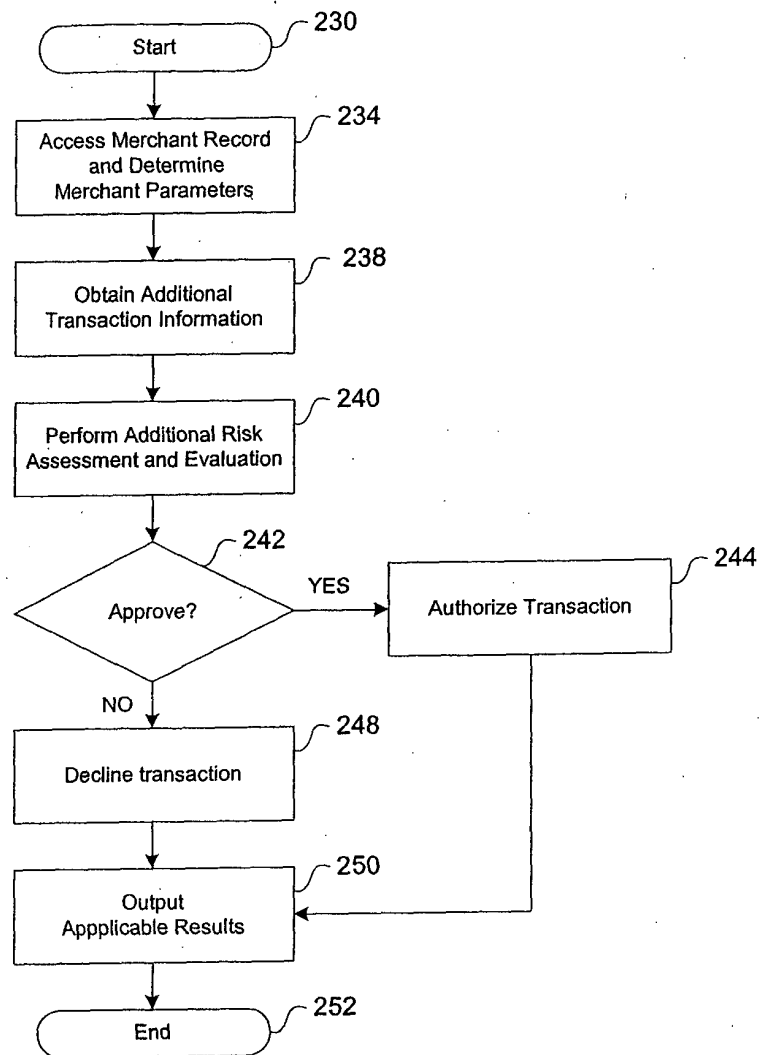 230
Start
234
Access Merchant Record
and Determine
Merchant Parameters
238
Obtain Additional
Transaction Information
240
Perform Additional Risk
Assessment and Evaluation
242
Approve?
YES
244
Authorize Transaction
NO
248
Decline transaction
250
Output
Appplicable Results
252
End